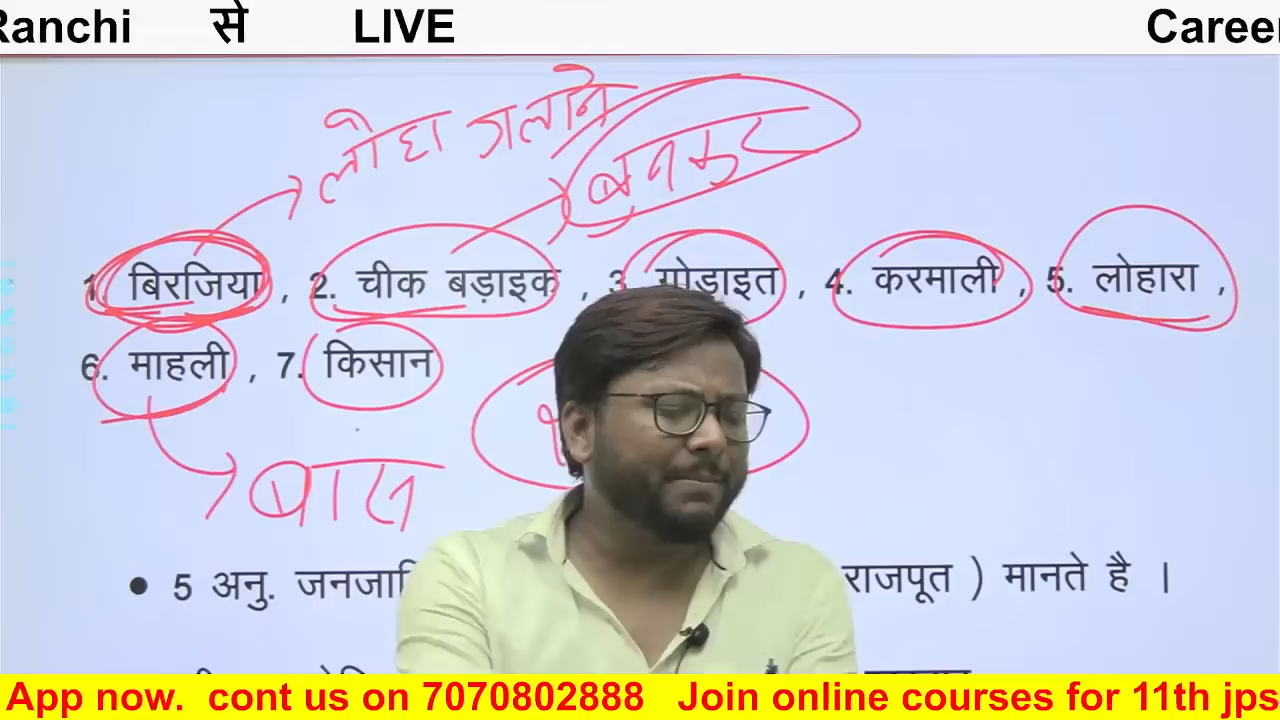 Ranchi से LIVE Career
लोहा गलाने
बुनकर
1. बिरजिया , 2. चीक बड़ाइक , 3. गोड़ाइत , 4. करमाली , 5. लोहारा ,
6. माहली , 7. किसान
बास
• 5 अनु. राजपूत ) मानते है ।
App now. cont us on 7070802888 Join online courses for 11th jps